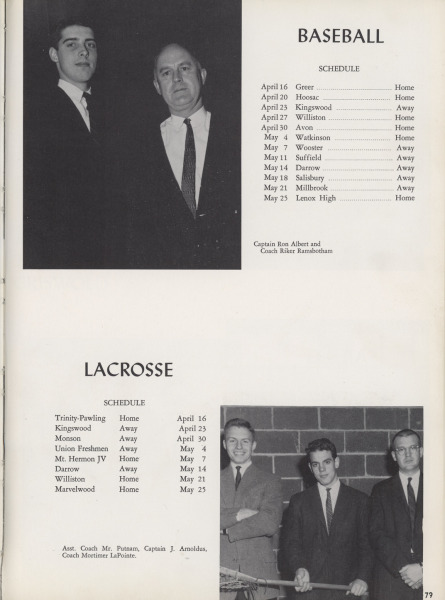 BASEBALL
SCHEDULE
April 16 Greer Home
April 20 Hoosac Home
April 23 Kingswood Away
April 27 Williston Home
April 30 Avon Home
May 4 Watkinson Home
May 7 Wooster Away
May 11 Suffield Away
May 14 Darrow Away
May 18 Salisbury Away
May 21 Millbrook Away
May 25 Lenox High Home
Captain Ron Albert and
Coach Riker Ramsbotham
LACROSSE
SCHEDULE
Trinity-Pawling Home April 16
Kingswood Away April 23
Monson Away April 30
Union Freshmen Away May 4
Mt. Hermon JV Home May 7
Darrow Away May 14
Williston Home May 21
Marvelwood Home May 25
Asst. Coach Mr. Putnam, Captain J. Arnoldus,
Coach Mortimer LaPointe.
79